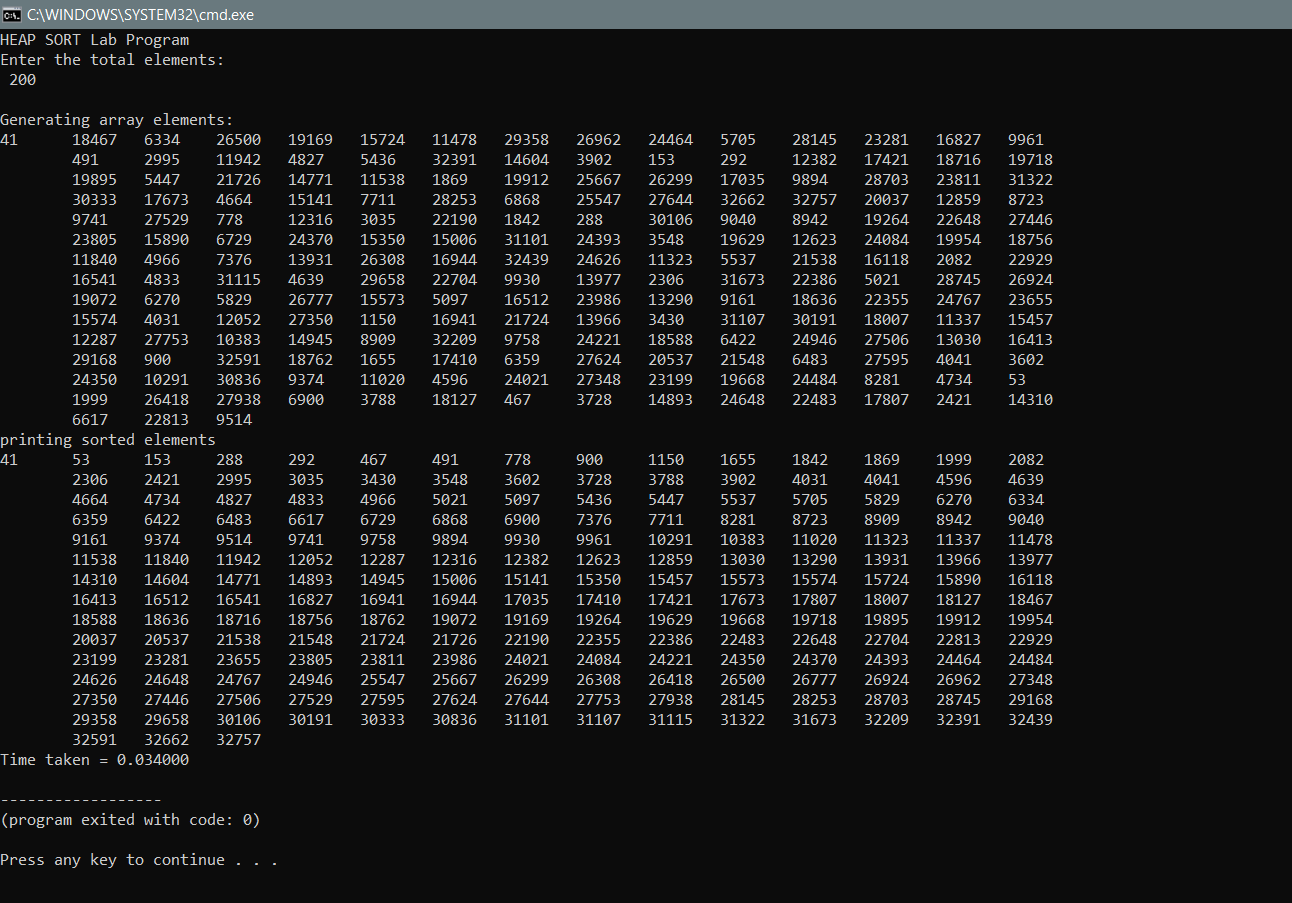 C:\WINDOWS\SYSTEM32\cmd.exe
HEAP SORT Lab Program
Enter the total elements:
200
Generating array elements:
41 18467 6334 26500 19169 15724 11478 29358 26962 24464 5705 28145 23281 16827 9961
491 2995 11942 4827 5436 32391 14604 3902 153 292 12382 17421 18716 19718
19895 5447 21726 14771 11538 1869 19912 25667 26299 17035 9894 28703 23811 31322
30333 17673 4664 15141 7711 28253 6868 25547 27644 32662 32757 20037 12859 8723
9741 27529 778 12316 3035 22190 1842 288 30106 9040 8942 19264 22648 27446
23805 15890 6729 24370 15350 15006 31101 24393 3548 19629 12623 24084 19954 18756
11840 4966 7376 13931 26308 16944 32439 24626 11323 5537 21538 16118 2082 22929
16541 4833 31115 4639 29658 22704 9930 13977 2306 31673 22386 5021 28745 26924
19072 6270 5829 26777 15573 5097 16512 23986 13290 9161 18636 22355 24767 23655
15574 4031 12052 27350 1150 16941 21724 13966 3430 31107 30191 18007 11337 15457
12287 27753 10383 14945 8909 32209 9758 24221 18588 6422 24946 27506 13030 16413
29168 900 32591 18762 1655 17410 6359 27624 20537 21548 6483 27595 4041 3602
24350 10291 30836 9374 11020 4596 24021 27348 23199 19668 24484 8281 4734 53
1999 26418 27938 6900 3788 18127 467 3728 14893 24648 22483 17807 2421 14310
6617 22813 9514
printing sorted elements
41 53 153 288 292 467 491 778 900 1150 1655 1842 1869 1999 2082
2306 2421 2995 3035 3430 3548 3602 3728 3788 3902 4031 4041 4596 4639
4664 4734 4827 4833 4966 5021 5097 5436 5447 5537 5705 5829 6270 6334
6359 6422 6483 6617 6729 6868 6900 7376 7711 8281 8723 8909 8942 9040
9161 9374 9514 9741 9758 9894 9930 9961 10291 10383 11020 11323 11337 11478
11538 11840 11942 12052 12287 12316 12382 12623 12859 13030 13290 13931 13966 13977
14310 14604 14771 14893 14945 15006 15141 15350 15457 15573 15574 15724 15890 16118
16413 16512 16541 16827 16941 16944 17035 17410 17421 17673 17807 18007 18127 18467
18588 18636 18716 18756 18762 19072 19169 19264 19629 19668 19718 19895 19912 19954
20037 20537 21538 21548 21724 21726 22190 22355 22386 22483 22648 22704 22813 22929
23199 23281 23655 23805 23811 23986 24021 24084 24221 24350 24370 24393 24464 24484
24626 24648 24767 24946 25547 25667 26299 26308 26418 26500 26777 26924 26962 27348
27350 27446 27506 27529 27595 27624 27644 27753 27938 28145 28253 28703 28745 29168
29358 29658 30106 30191 30333 30836 31101 31107 31115 31322 31673 32209 32391 32439
32591 32662 32757
Time taken = 0.034000
------------------
(program exited with code: 0)
Press any key to continue . . .